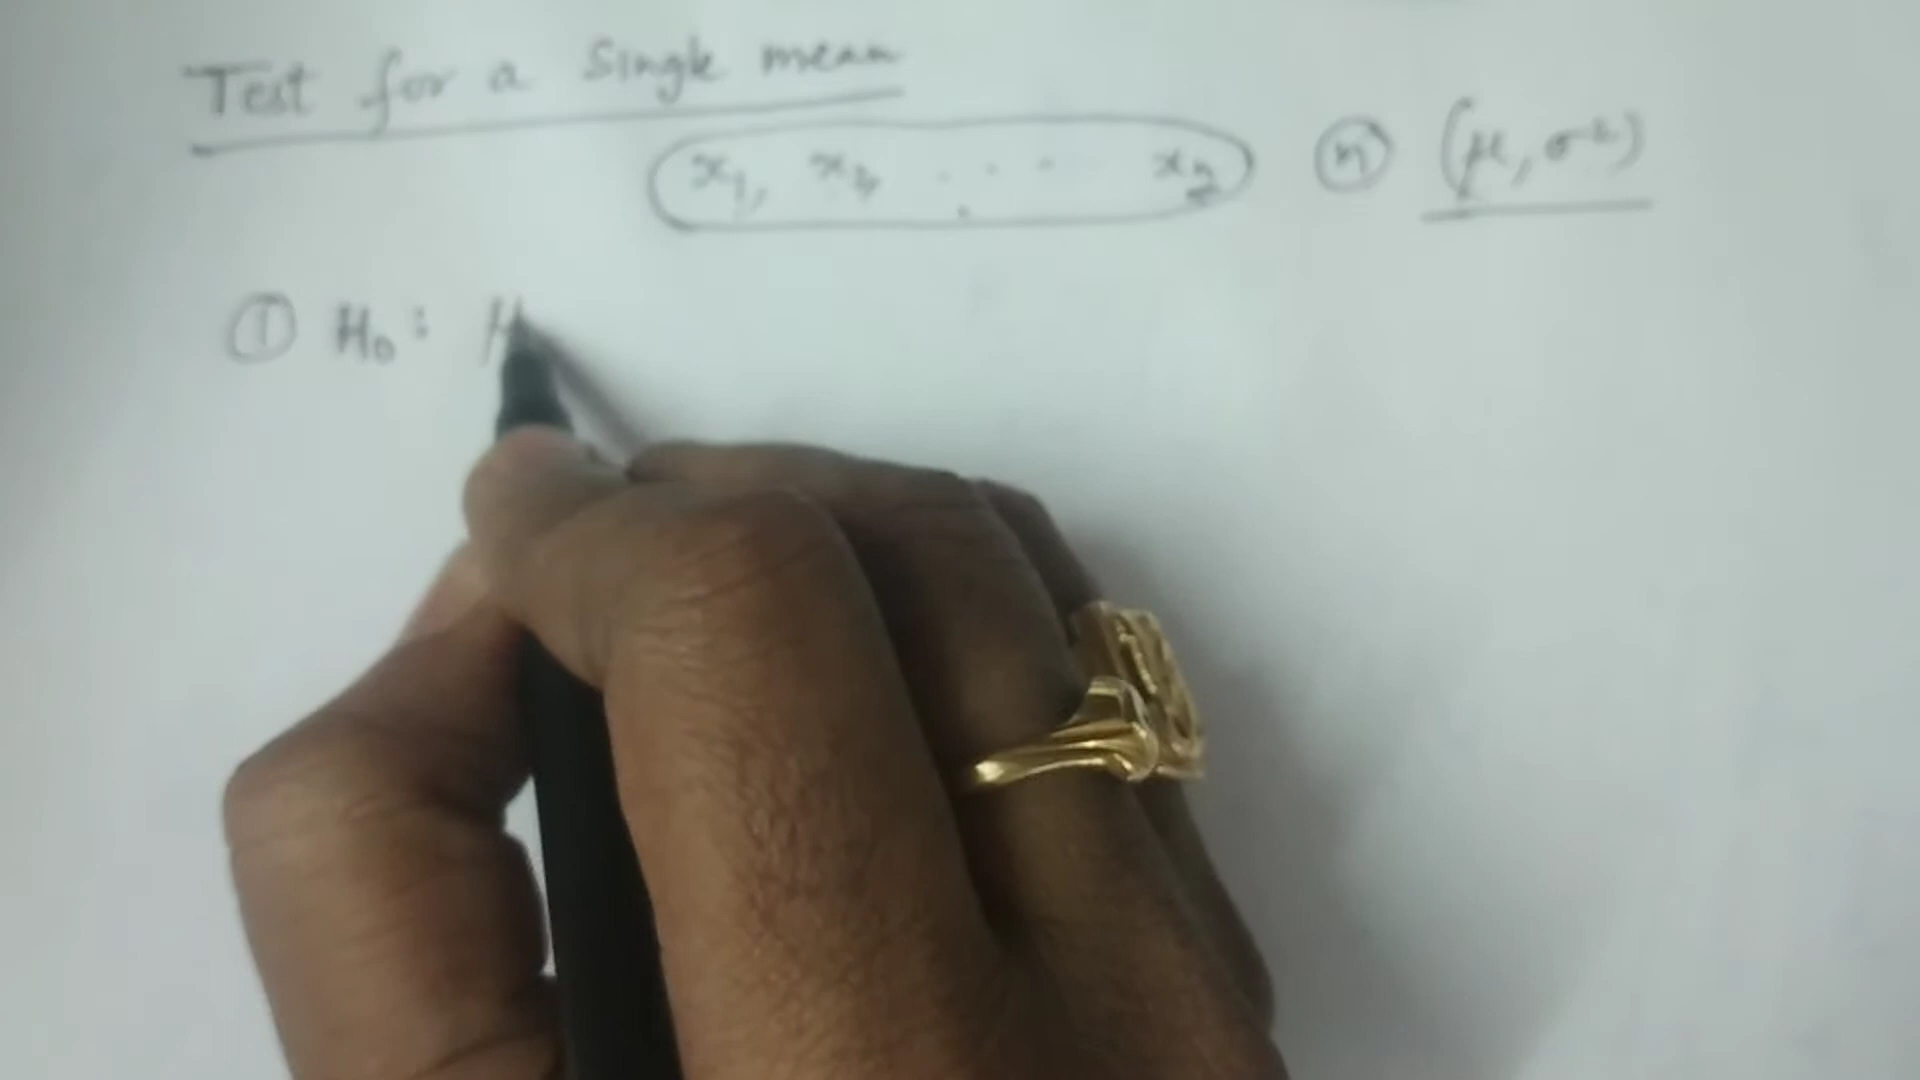 Test for a Single mean
x₁, x₂, . . - xₙ ⓝ (μ, σ²)
① H₀ : μ